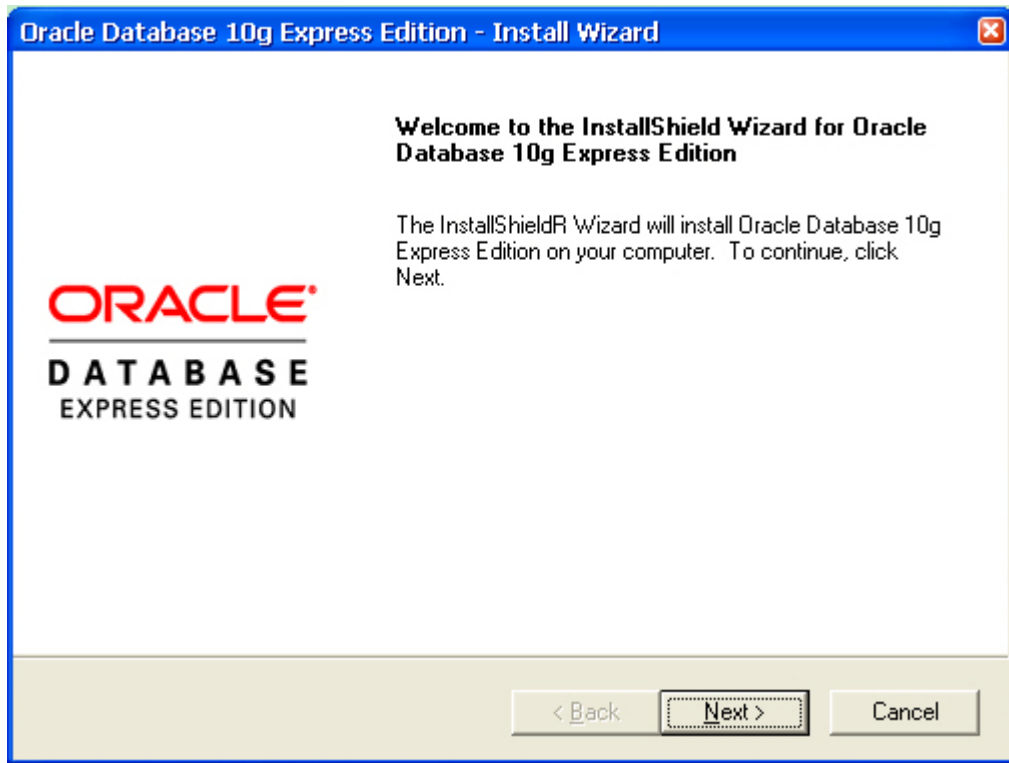 Oracle Database 10g Express Edition - Install Wizard
Welcome to the InstallShield Wizard for Oracle
Database 10g Express Edition
The InstallShieldR Wizard will install Oracle Database 10g
Express Edition on your computer. To continue, click
Next.
ORACLE
DATABASE
EXPRESS EDITION
< Back
Next >
Cancel